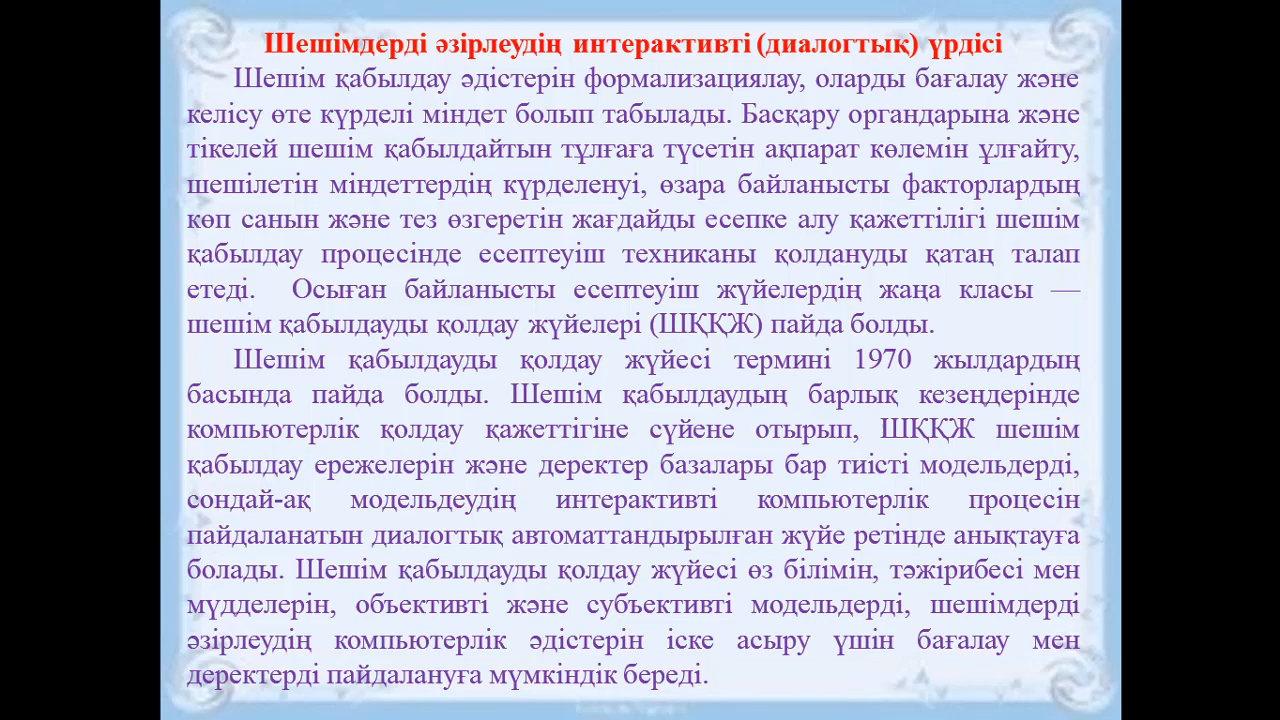 Шешімдерді әзірлеудің интерактивті (диалогтық) үрдісі
Шешім қабылдау әдістерін формализациялау, оларды бағалау және
келісу өте күрделі міндет болып табылады. Басқару органдарына және
тікелей шешім қабылдайтын тұлғаға түсетін ақпарат көлемін ұлғайту,
шешілетін міндеттердің күрделенуі, өзара байланысты факторлардың
көп санын және тез өзгеретін жағдайды есепке алу қажеттілігі шешім
қабылдау процесінде есептеуіш техниканы қолдануды қатаң талап
етеді. Осыған байланысты есептеуіш жүйелердің жаңа класы —
шешім қабылдауды қолдау жүйелері (ШҚҚЖ) пайда болды.
Шешім қабылдауды қолдау жүйесі термині 1970 жылдардың
басында пайда болды. Шешім қабылдаудың барлық кезеңдерінде
компьютерлік қолдау қажеттігіне сүйене отырып, ШҚҚЖ шешім
қабылдау ережелерін және деректер базалары бар тиісті модельдерді,
сондай-ақ модельдеудің интерактивті компьютерлік процесін
пайдаланатын диалогтық автоматтандырылған жүйе ретінде анықтауға
болады. Шешім қабылдауды қолдау жүйесі өз білімін, тәжірибесі мен
мүдделерін, объективті және субъективті модельдерді, шешімдерді
әзірлеудің компьютерлік әдістерін іске асыру үшін бағалау мен
деректерді пайдалануға мүмкіндік береді.